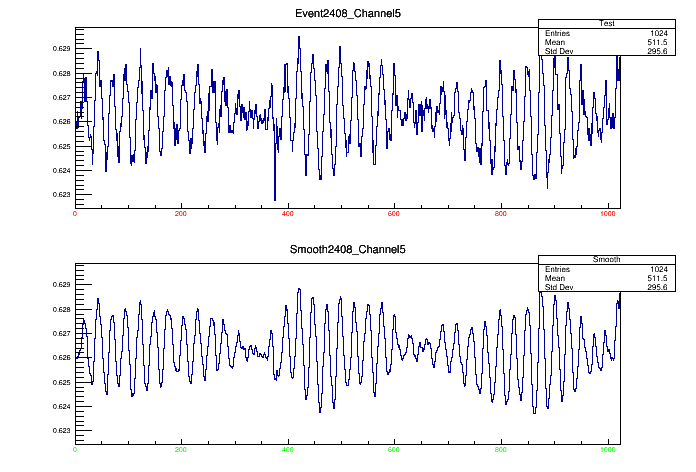 Event2408_Channel5
Test
Entries 1024
Mean 511.5
Std Dev 295.6
0.629
0.628
0.627
0.626
0.625
0.624
0.623
0 200 400 600 800 1000
Smooth2408_Channel5
Smooth
Entries 1024
Mean 511.5
Std Dev 295.6
0.629
0.628
0.627
0.626
0.625
0.624
0.623
0 200 400 600 800 1000